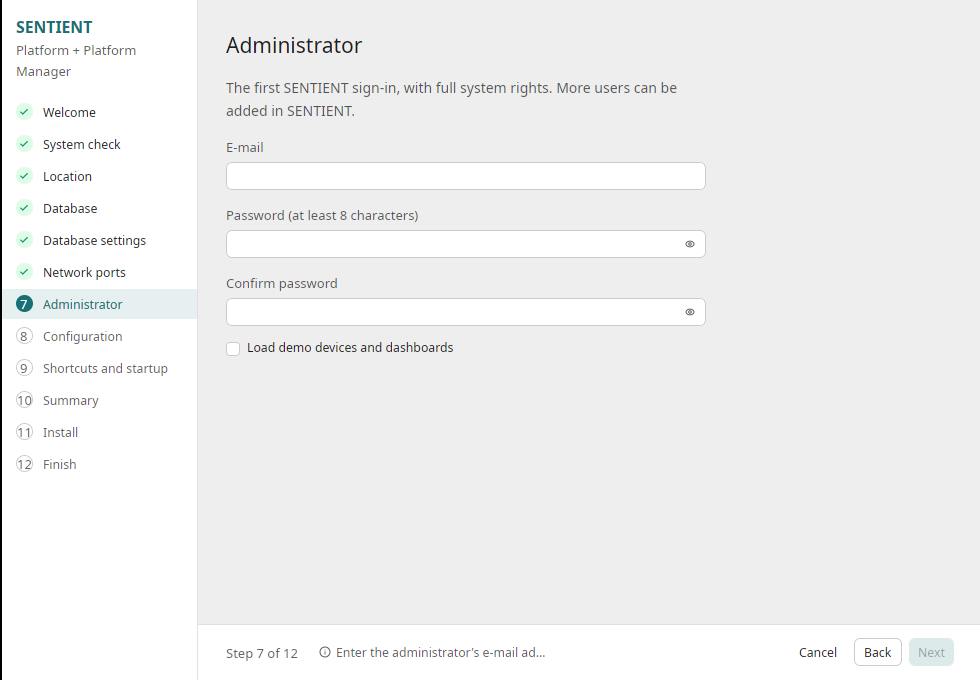 SENTIENT
Platform + Platform
Manager
Welcome
System check
Location
Database
Database settings
Network ports
7 Administrator
8 Configuration
9 Shortcuts and startup
10 Summary
11 Install
12 Finish
Administrator
The first SENTIENT sign-in, with full system rights. More users can be
added in SENTIENT.
E-mail
Password (at least 8 characters)
Confirm password
Load demo devices and dashboards
Step 7 of 12
Enter the administrator's e-mail ad...
Cancel
Back
Next